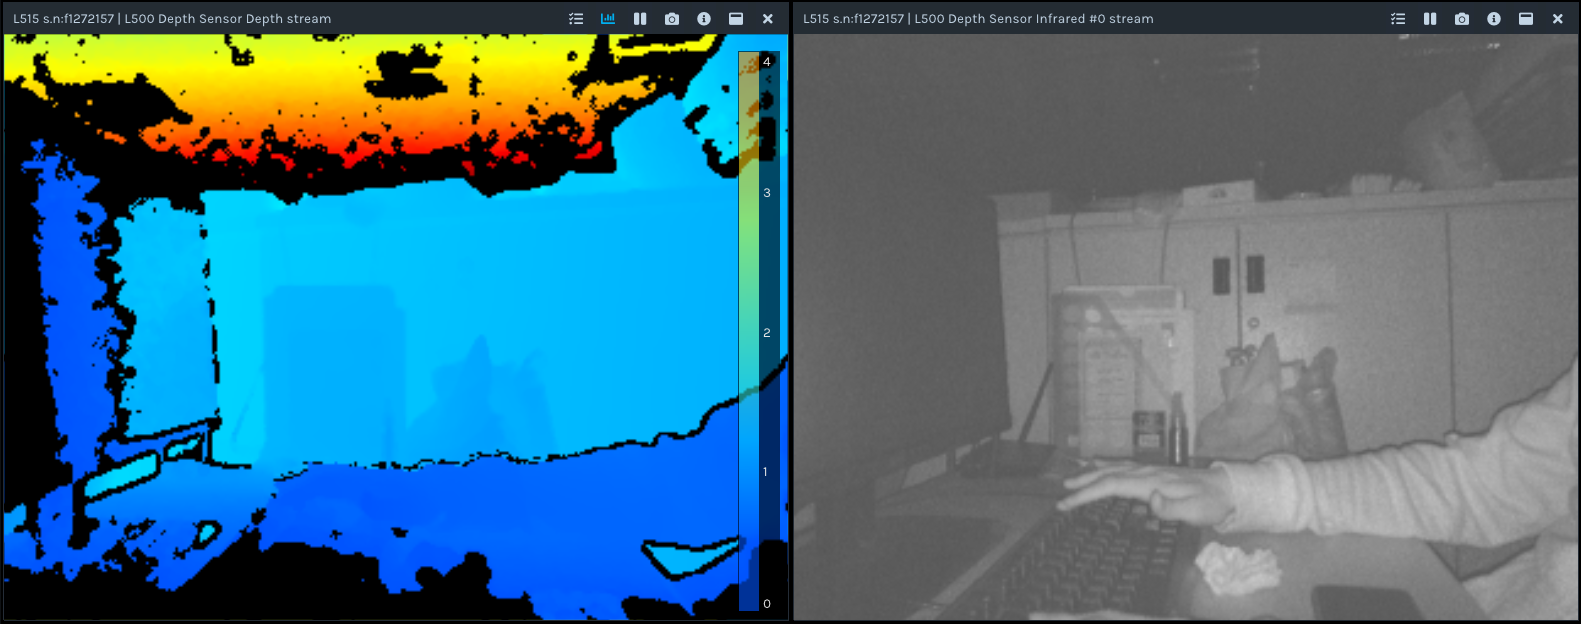 L515 s.n:f1272157 | L500 Depth Sensor Depth stream
L515 s.n:f1272157 | L500 Depth Sensor Infrared #0 stream
4
3
2
1
0